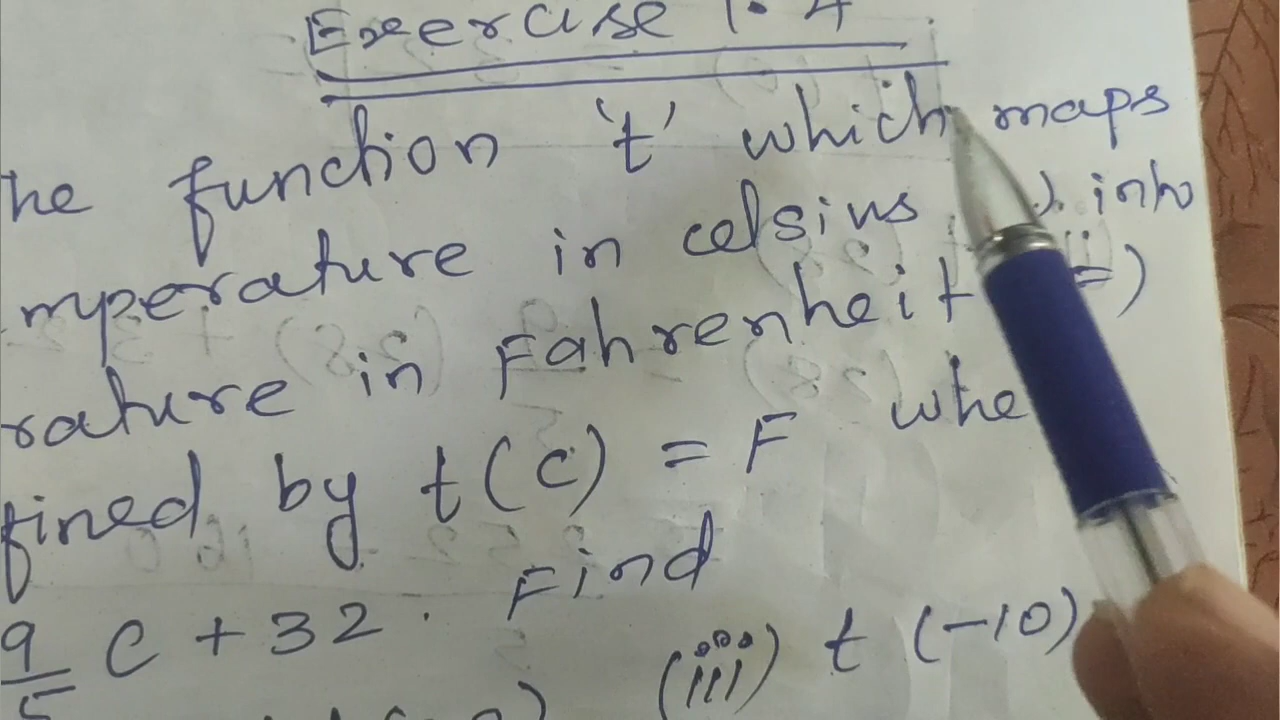 Exercise 1.4
he function 't' which maps
mperature in celsius ) into
rature in Fahrenheit =)
fined by t(c) = F whe
9/5 C + 32. Find
(iii) t (-10)